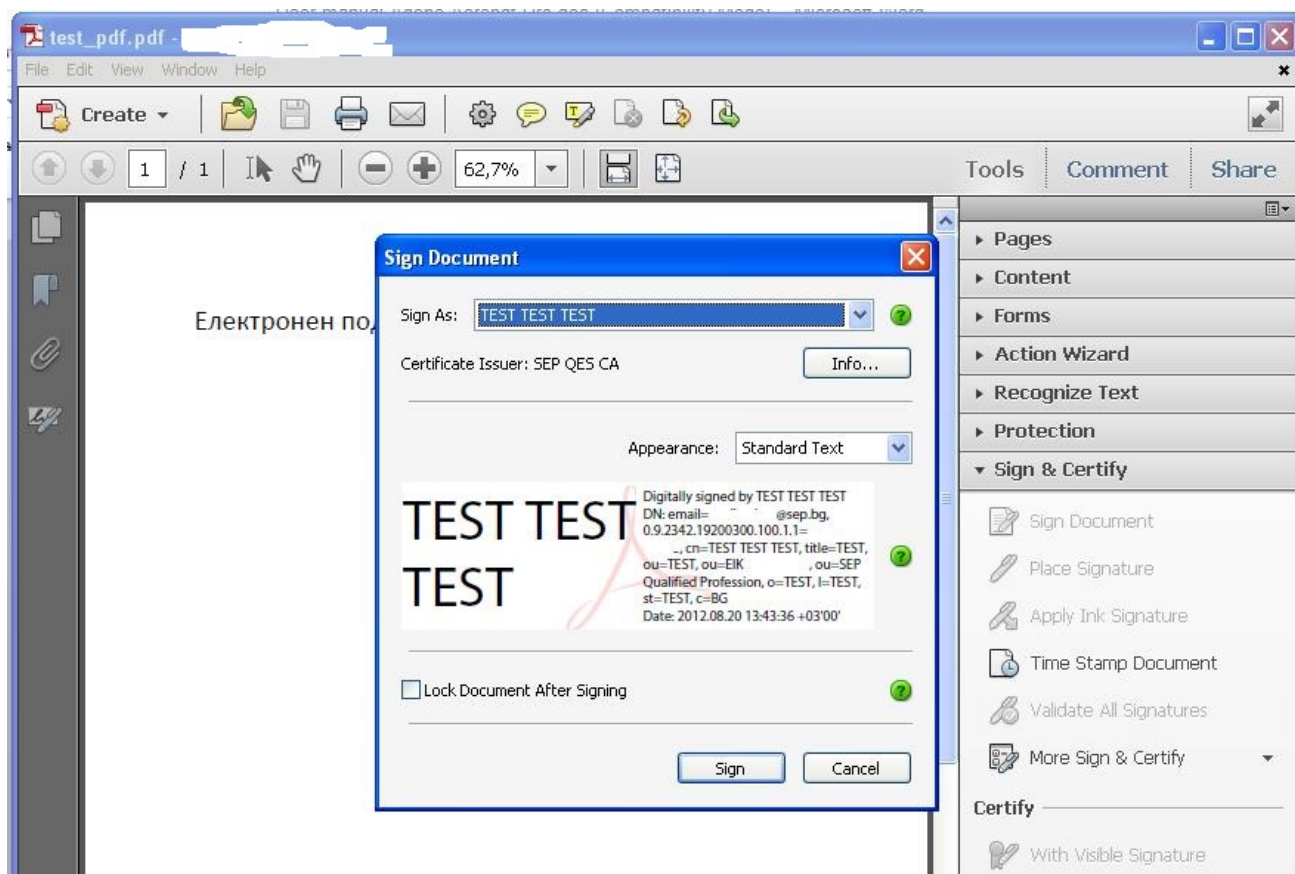 test_pdf.pdf -
File Edit View Window Help
Create
1 / 1 62,7% Tools Comment Share
Pages
Content
Forms
Action Wizard
Recognize Text
Protection
Sign & Certify
Sign Document
Place Signature
Apply Ink Signature
Time Stamp Document
Validate All Signatures
More Sign & Certify
Certify
With Visible Signature
Електронен
Sign Document
Sign As: TEST TEST TEST
Certificate Issuer: SEP QES CA Info...
Appearance: Standard Text
TEST TEST
TEST
Digitally signed by TEST TEST TEST
DN: email= @sep.bg,
0.9.2342.19200300.100.1.1=
, cn=TEST TEST TEST, title=TEST,
ou=TEST, ou=EIK , ou=SEP
Qualified Profession, o=TEST, l=TEST,
st=TEST, c=BG
Date: 2012.08.20 13:43:36 +03'00'
Lock Document After Signing
Sign Cancel